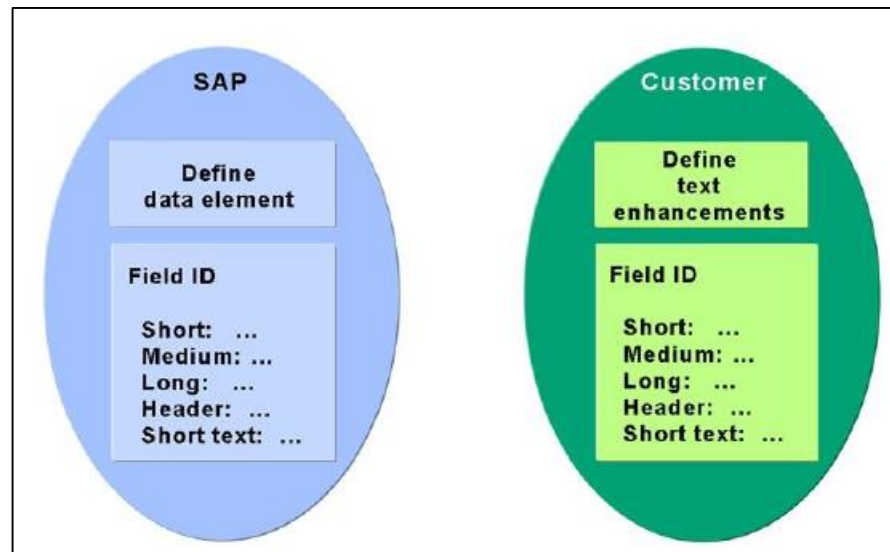 SAP
Define
data element
Field ID
Short: ...
Medium: ...
Long: ...
Header: ...
Short text: ...
Customer
Define
text
enhancements
Field ID
Short: ...
Medium: ...
Long: ...
Header: ...
Short text: ...